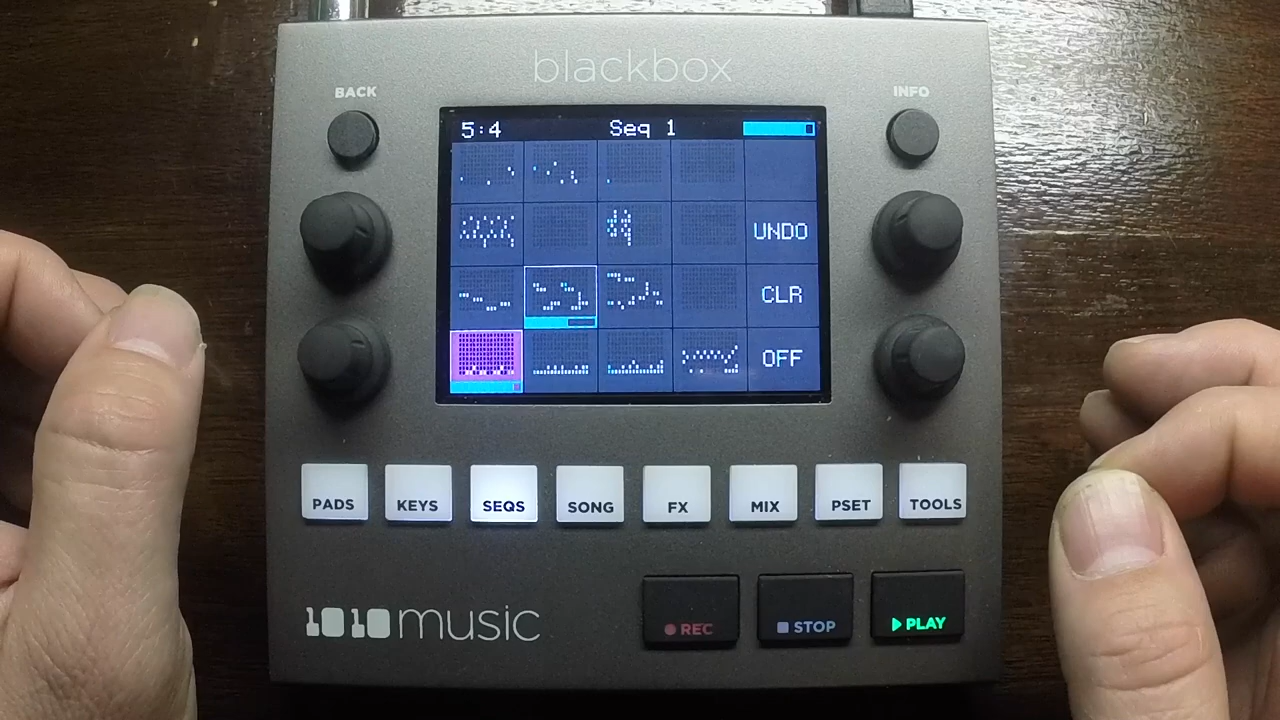 blackbox
BACK
INFO
5:4 Seq 1
UNDO
CLR
OFF
PADS KEYS SEQS SONG FX MIX PSET TOOLS
1010music
REC STOP PLAY